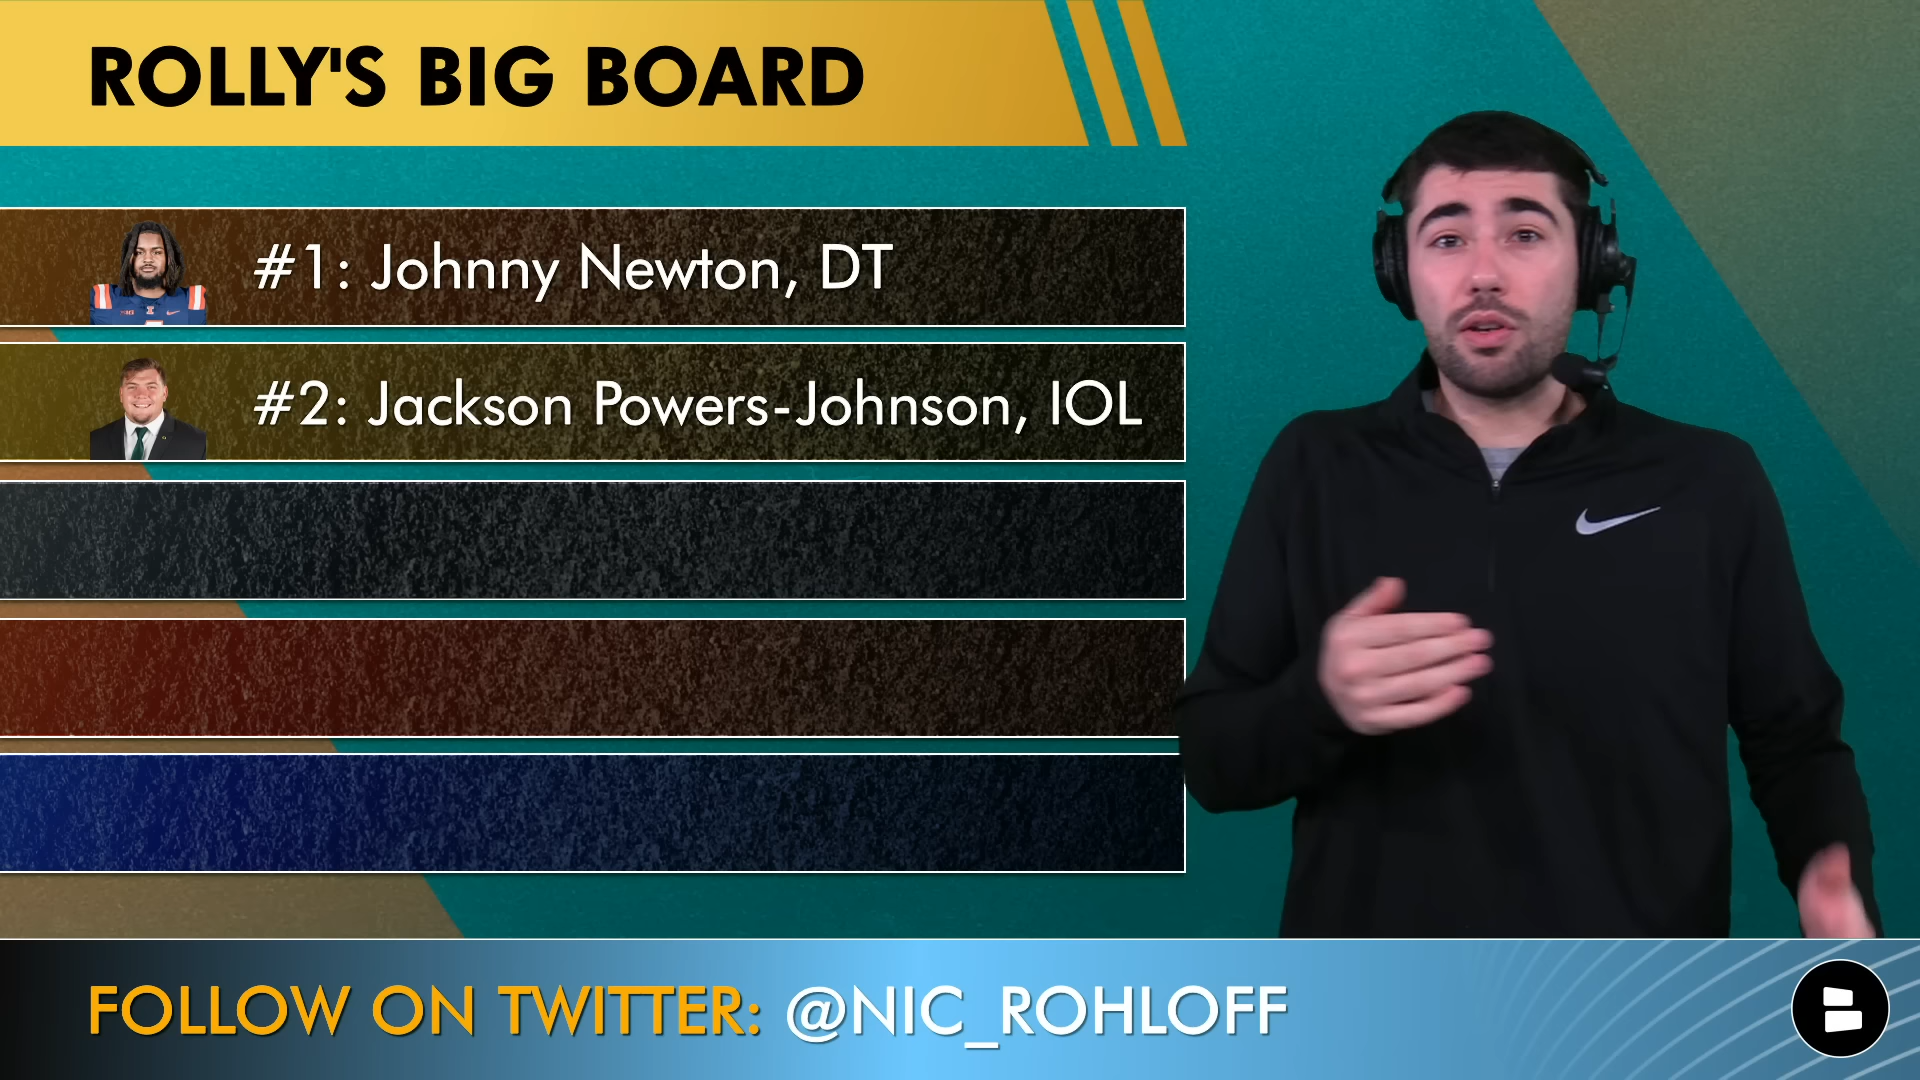 ROLLY'S BIG BOARD
#1: Johnny Newton, DT
#2: Jackson Powers-Johnson, IOL
FOLLOW ON TWITTER: @NIC_ROHLOFF